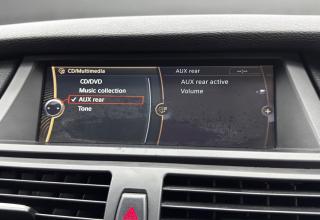 CD/Multimedia
CD/DVD
Music collection
AUX rear
Tone
AUX rear
--:--
AUX rear active
Volume